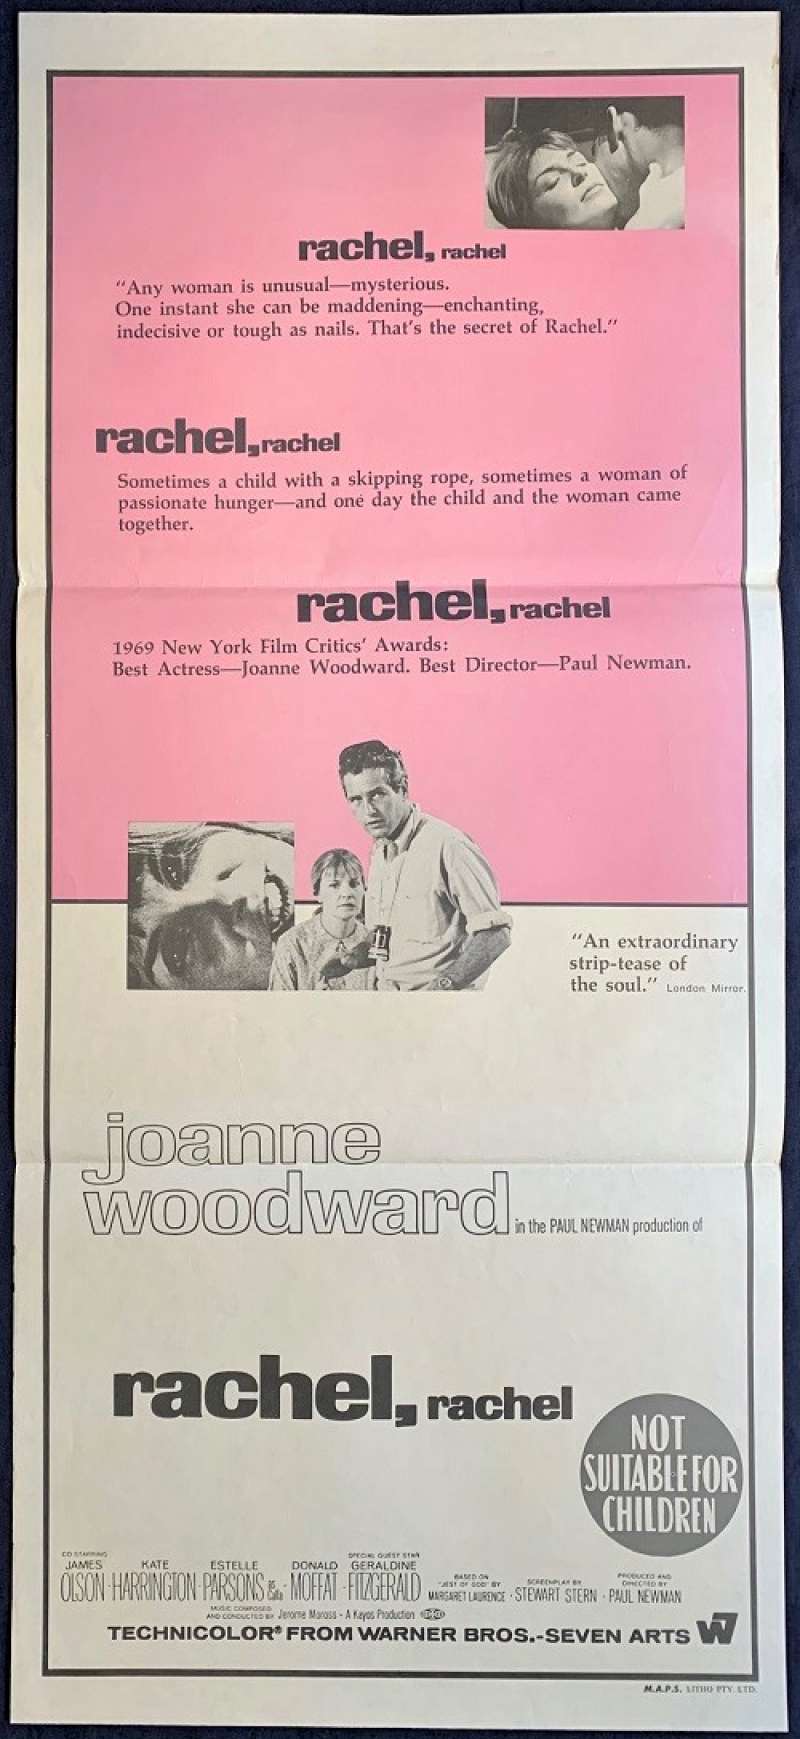 rachel, rachel
"Any woman is unusual—mysterious.
One instant she can be maddening—enchanting,
indecisive or tough as nails. That's the secret of Rachel."
rachel, rachel
Sometimes a child with a skipping rope, sometimes a woman of
passionate hunger—and one day the child and the woman came
together.
rachel, rachel
1969 New York Film Critics' Awards:
Best Actress—Joanne Woodward. Best Director—Paul Newman.
"An extraordinary
strip-tease of
the soul." London Mirror.
joanne
woodward in the PAUL NEWMAN production of
rachel, rachel
NOT
SUITABLE FOR
CHILDREN
CO STARRING
JAMES OLSON · KATE HARRINGTON · ESTELLE PARSONS as Calla · DONALD MOFFAT · SPECIAL GUEST STAR GERALDINE FITZGERALD
BASED ON "JEST OF GOD" BY MARGARET LAURENCE · SCREENPLAY BY STEWART STERN · PRODUCED AND DIRECTED BY PAUL NEWMAN
MUSIC COMPOSED AND CONDUCTED BY Jerome Moross - A Kayos Production
TECHNICOLOR® FROM WARNER BROS.-SEVEN ARTS W7
M.A.P.S. LITHO PTY. LTD.